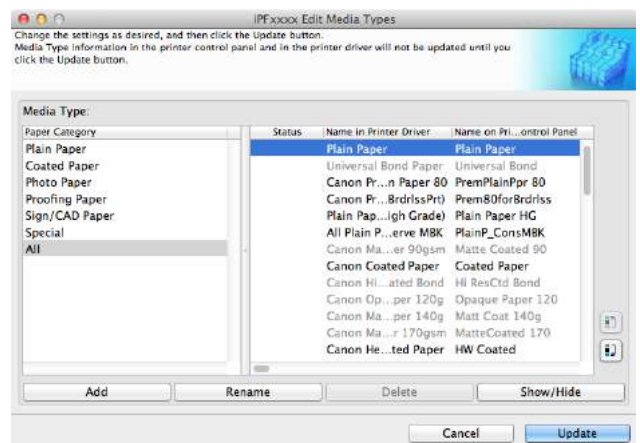 iPFxxxx Edit Media Types
Change the settings as desired, and then click the Update button.
Media Type information in the printer control panel and in the printer driver will not be updated until you
click the Update button.
Media Type:
Paper Category Status Name in Printer Driver Name on Pri...ontrol Panel
Plain Paper Plain Paper Plain Paper
Coated Paper Universal Bond Paper Universal Bond
Photo Paper Canon Pr...n Paper 80 PremPlainPpr 80
Proofing Paper Canon Pr...BrdrlssPrt) Prem80forBrdrlss
Sign/CAD Paper Plain Pap...igh Grade) Plain Paper HG
Special All Plain P...erve MBK PlainP_ConsMBK
All Canon Ma...er 90gsm Matte Coated 90
Canon Coated Paper Coated Paper
Canon Hi...ated Bond Hi ResCtd Bond
Canon Op...per 120g Opaque Paper 120
Canon Ma...per 140g Matt Coat 140g
Canon Ma...r 170gsm MatteCoated 170
Canon He...ted Paper HW Coated
Add Rename Delete Show/Hide
Cancel Update